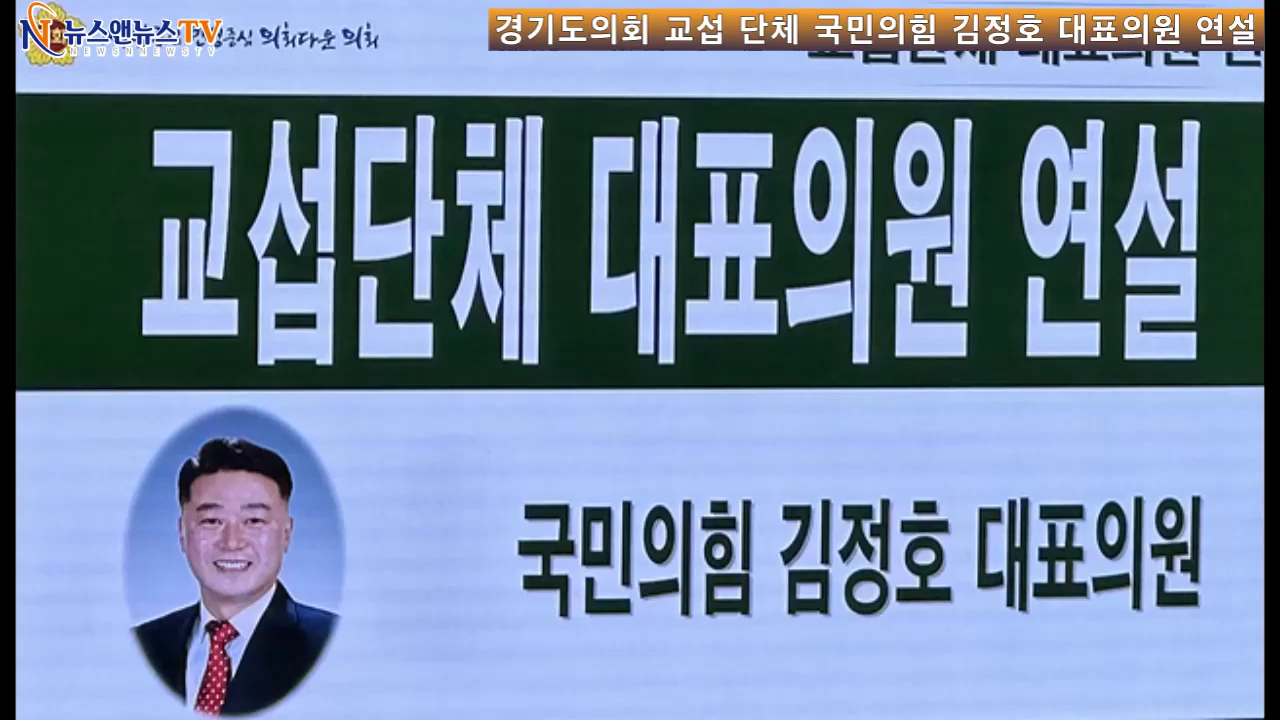 뉴스앤뉴스TV
NEWSNNEWSTV
의회다운 의회
경기도의회 교섭 단체 국민의힘 김정호 대표의원 연설
교섭단체 대표의원 연설
국민의힘 김정호 대표의원